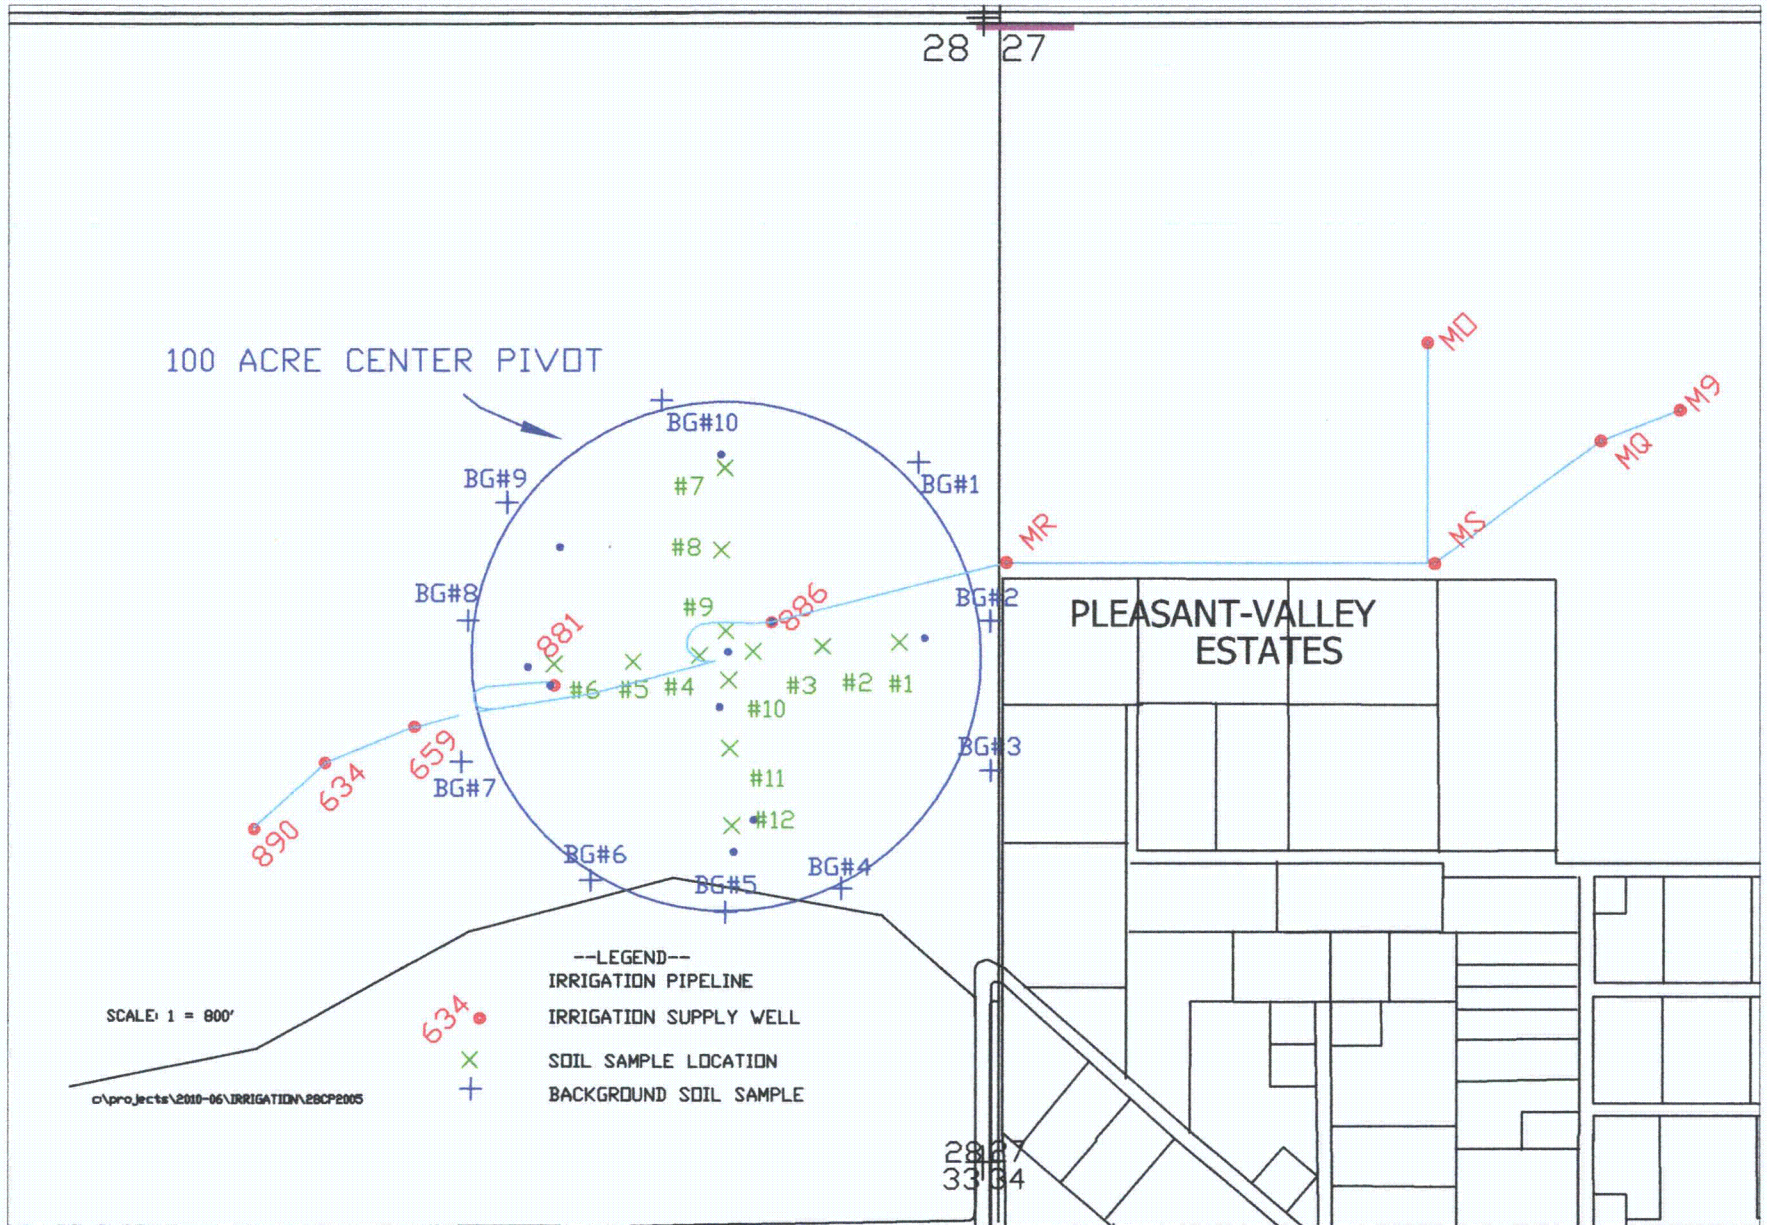 28 27
MO
100 ACRE CENTER PIVOT
M9
BG#10
MQ
BG#9
#7
BG#1
MR
MS
#8
BG#8
#9
886
BG#2
PLEASANT-VALLEY
ESTATES
881
#6
#5
#4
#3
#2
#1
#10
659
BG#3
634
BG#7
#11
890
#12
BG#6
BG#4
BG#5
--LEGEND--
IRRIGATION PIPELINE
SCALE: 1 = 800'
634
IRRIGATION SUPPLY WELL
SOIL SAMPLE LOCATION
c:\projects\2010-06\IRRIGATION\28CP2005
BACKGROUND SOIL SAMPLE
28 27
33 34